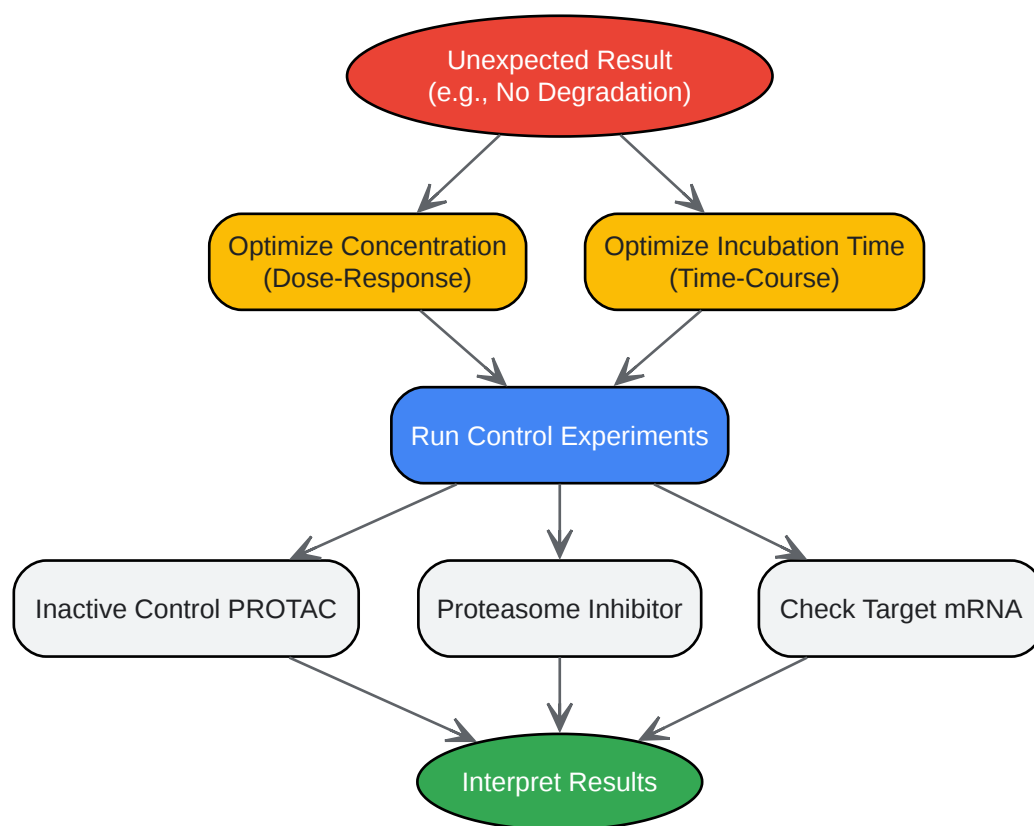 Unexpected Result
(e.g., No Degradation)
Optimize Concentration
(Dose-Response)
Optimize Incubation Time
(Time-Course)
Run Control Experiments
Inactive Control PROTAC
Proteasome Inhibitor
Check Target mRNA
Interpret Results